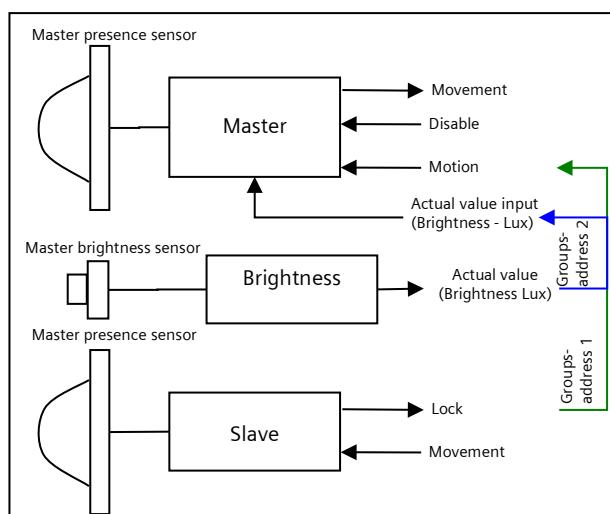 Master presence sensor
Master
Movement
Disable
Motion
Actual value input
(Brightness - Lux)
Master brightness sensor
Brightness
Actual value
(Brightness Lux)
Groups-
address 2
Master presence sensor
Slave
Lock
Movement
Groups-
address 1